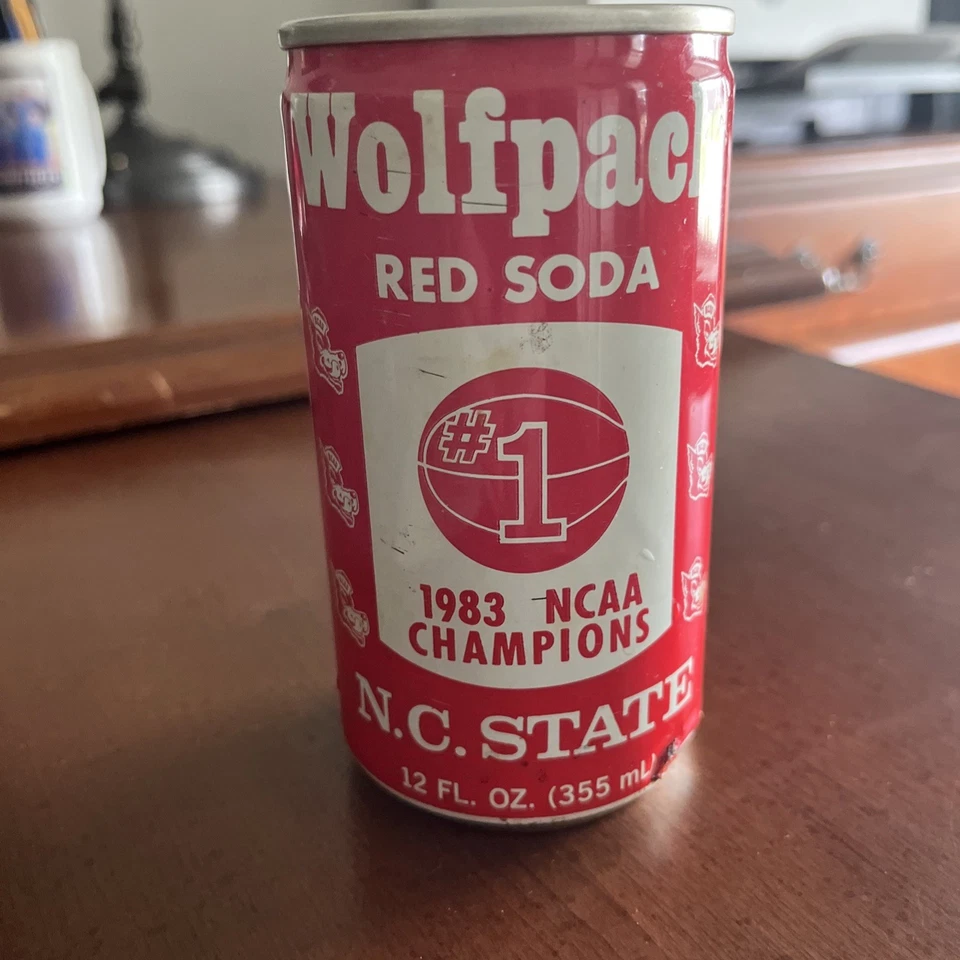 Wolfpack
RED SODA
#1
1983 NCAA
CHAMPIONS
N.C. STATE
12 FL. OZ. (355 mL)